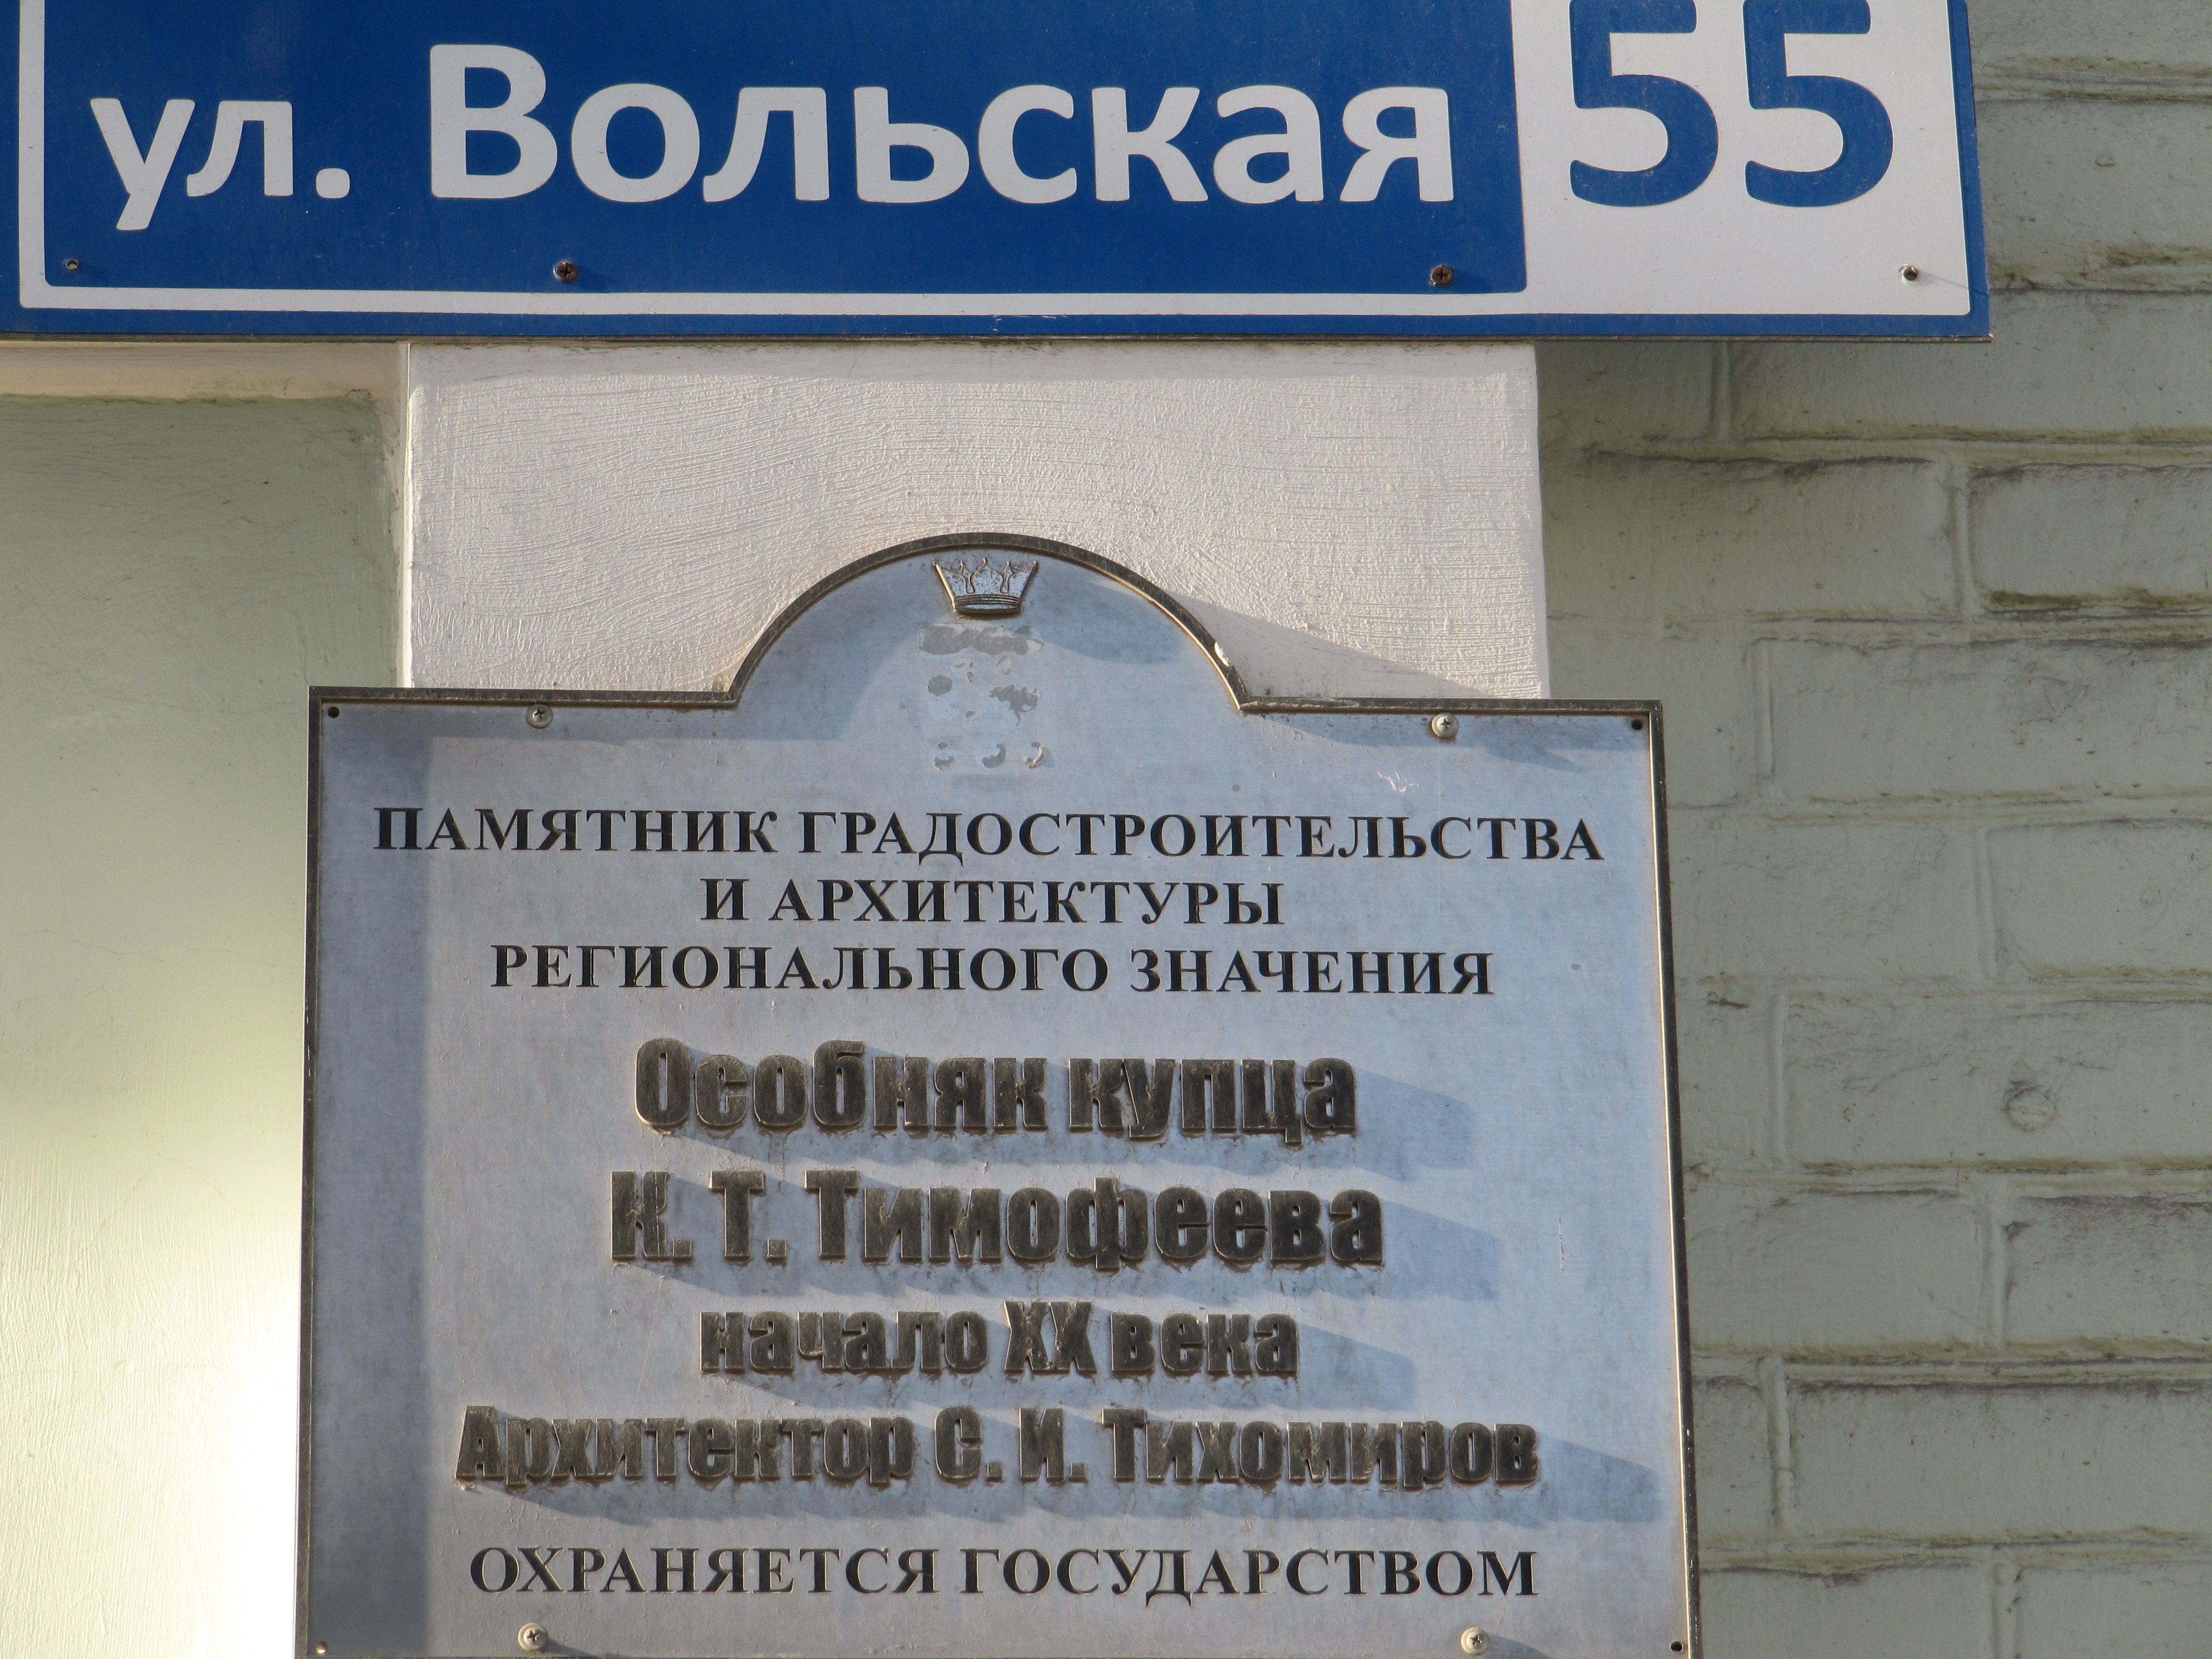 ул. Вольская 55
ПАМЯТНИК ГРАДОСТРОИТЕЛЬСТВА
И АРХИТЕКТУРЫ
РЕГИОНАЛЬНОГО ЗНАЧЕНИЯ
Особняк купца
К. Т. Тимофеева
начало XX века
Архитектор С. И. Тихомиров
ОХРАНЯЕТСЯ ГОСУДАРСТВОМ